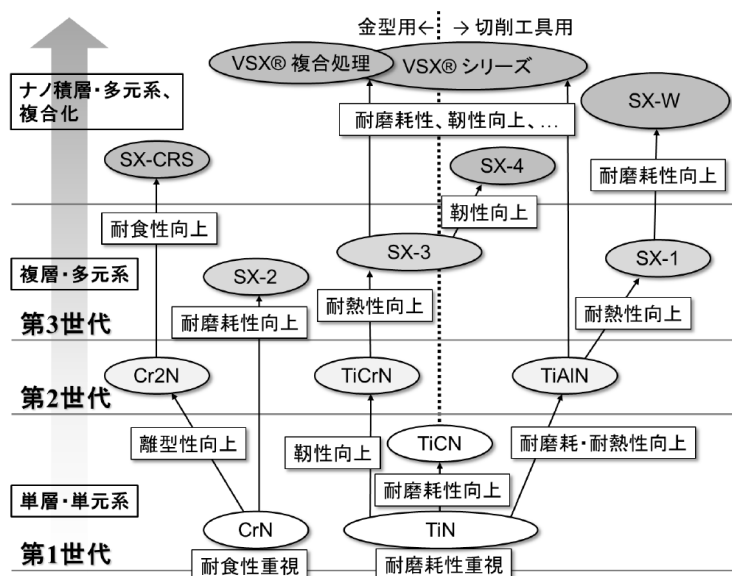 金型用← → 切削工具用
VSX® 複合処理
VSX® シリーズ
ナノ積層・多元系、
複合化
SX-W
耐磨耗性、靭性向上、…
SX-CRS
SX-4
耐磨耗性向上
耐食性向上
靭性向上
複層・多元系
SX-2
SX-3
SX-1
第3世代
耐磨耗性向上
耐熱性向上
耐熱性向上
Cr2N
TiCrN
TiAlN
第2世代
離型性向上
靭性向上
TiCN
耐磨耗・耐熱性向上
耐磨耗性向上
単層・単元系
CrN
TiN
第1世代
耐食性重視
耐磨耗性重視